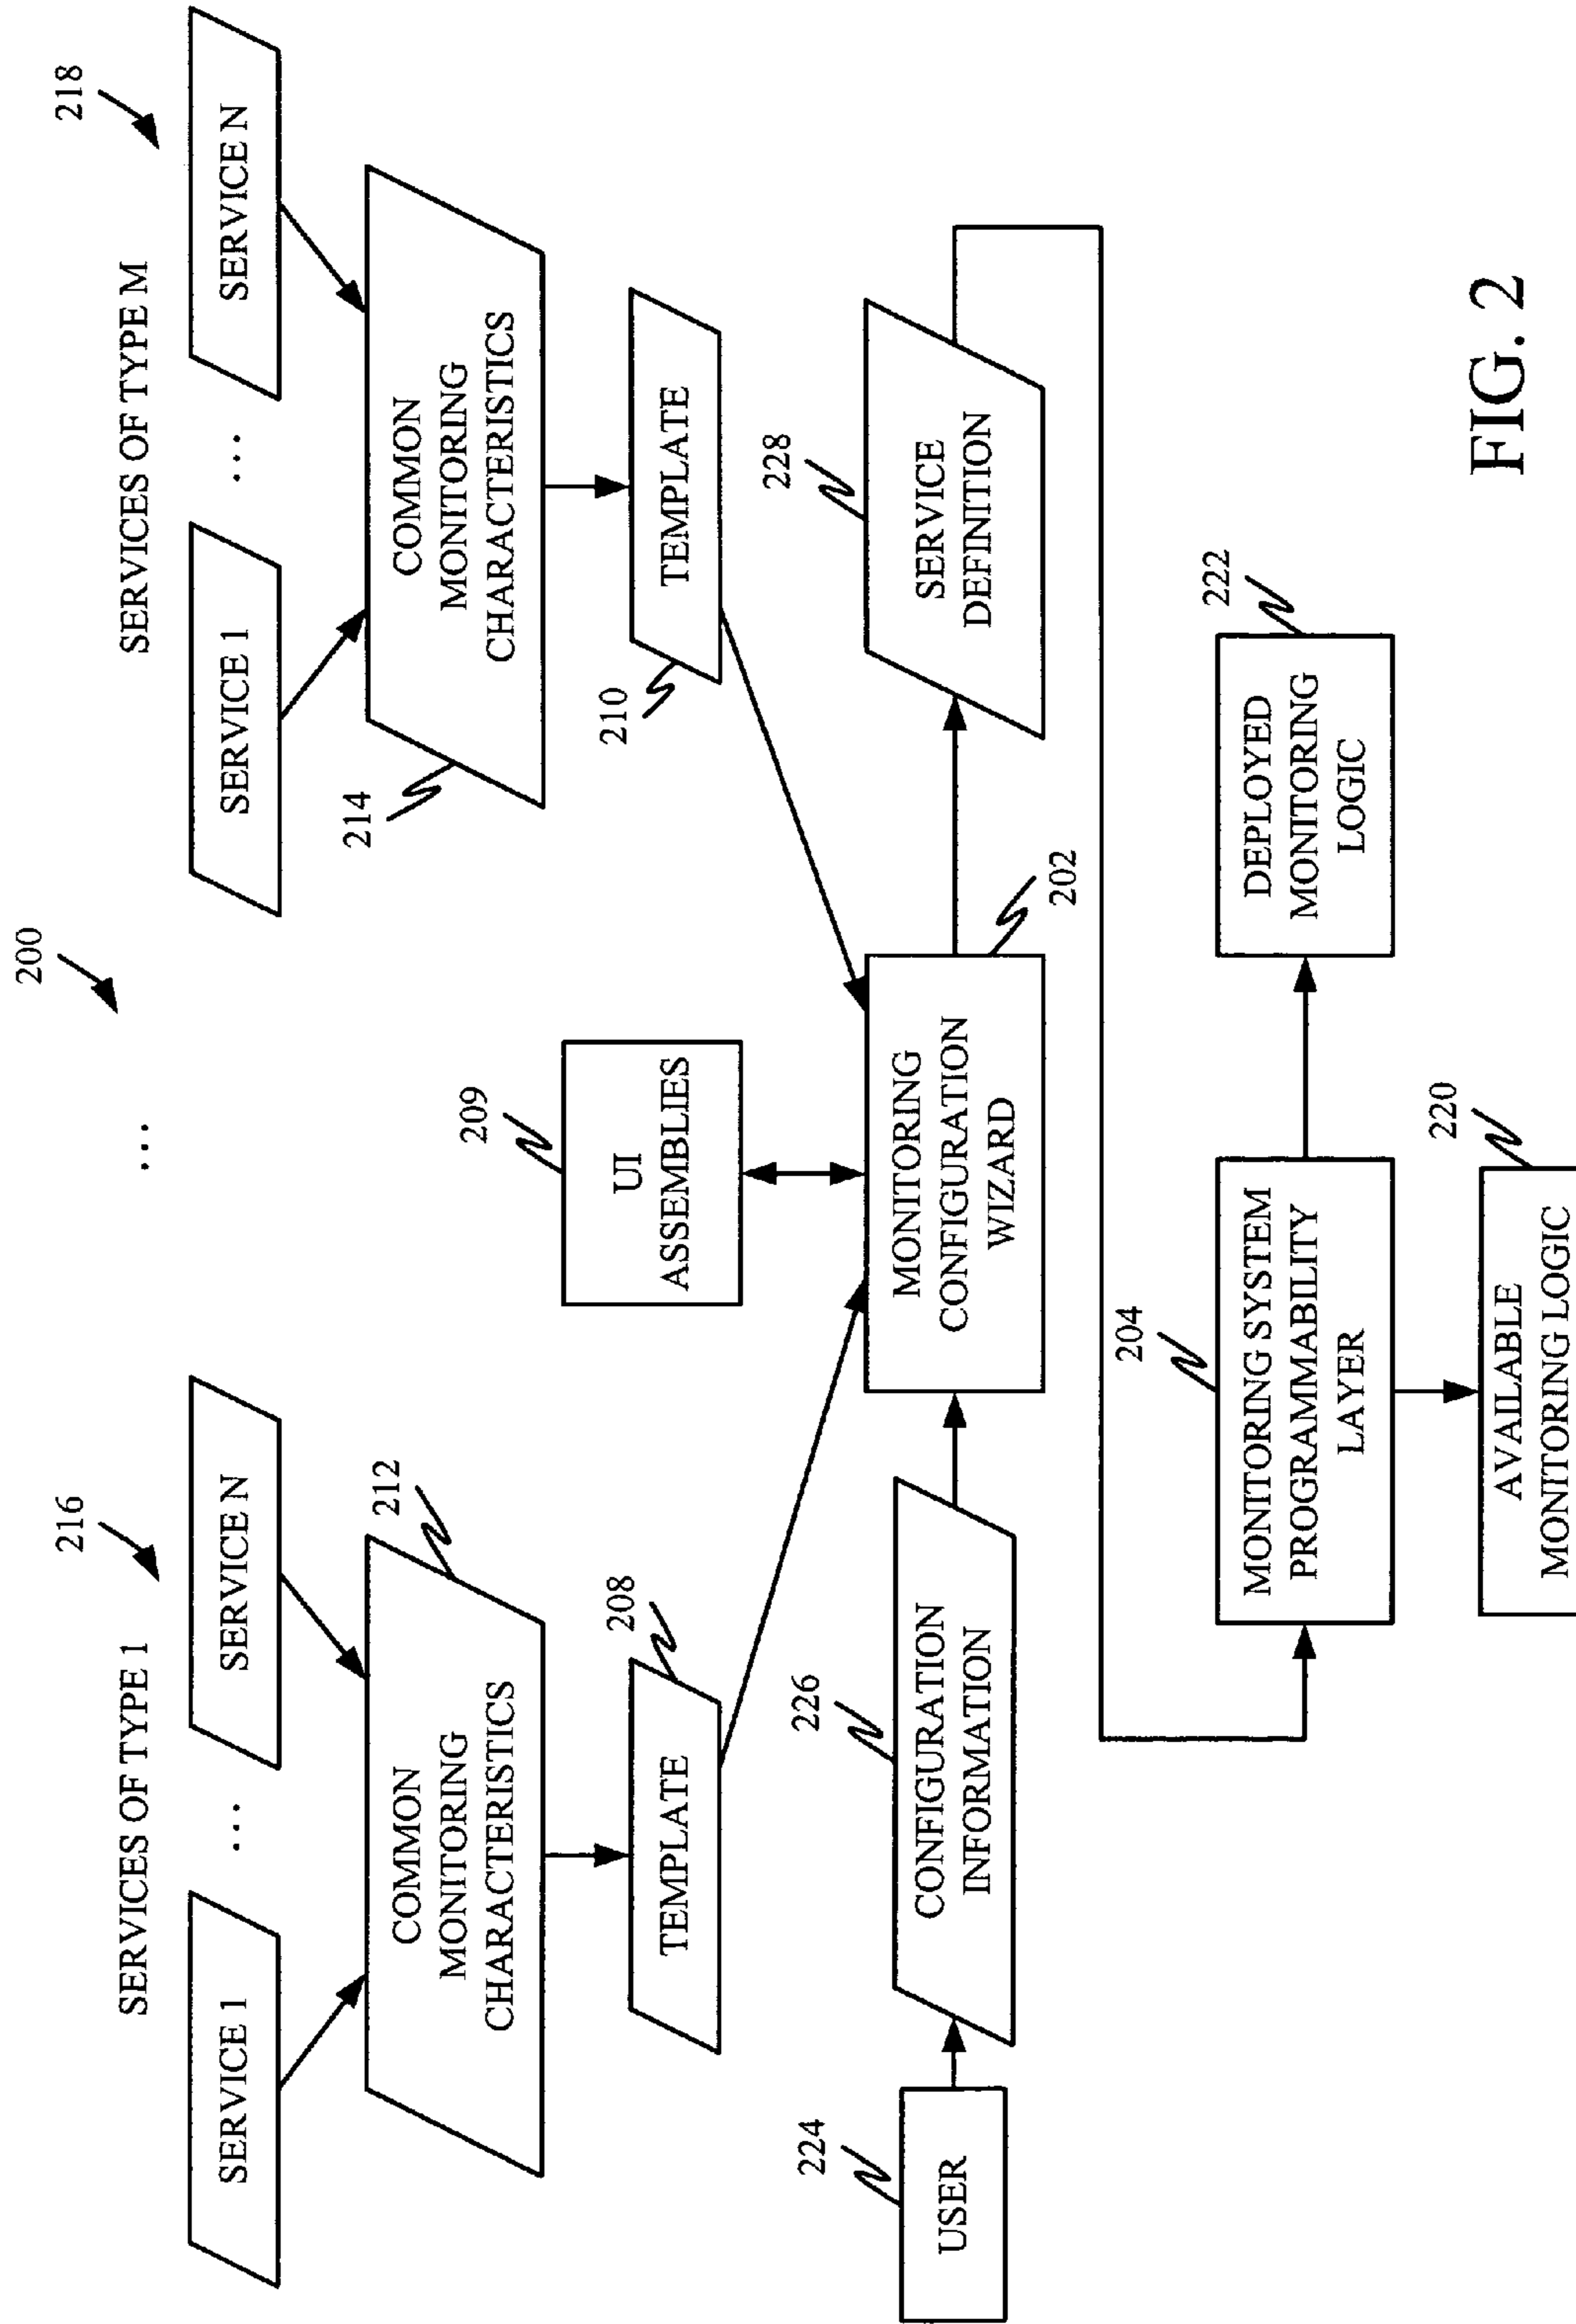 200
216
218
SERVICES OF TYPE 1
...
SERVICES OF TYPE M
SERVICE 1
...
SERVICE N
SERVICE 1
...
SERVICE N
COMMON
MONITORING
CHARACTERISTICS
212
214
COMMON
MONITORING
CHARACTERISTICS
TEMPLATE
208
209
UI
ASSEMBLIES
210
TEMPLATE
224
USER
226
CONFIGURATION
INFORMATION
MONITORING
CONFIGURATION
WIZARD
202
228
SERVICE
DEFINITION
204
MONITORING SYSTEM
PROGRAMMABILITY
LAYER
222
DEPLOYED
MONITORING
LOGIC
220
AVAILABLE
MONITORING LOGIC
FIG. 2